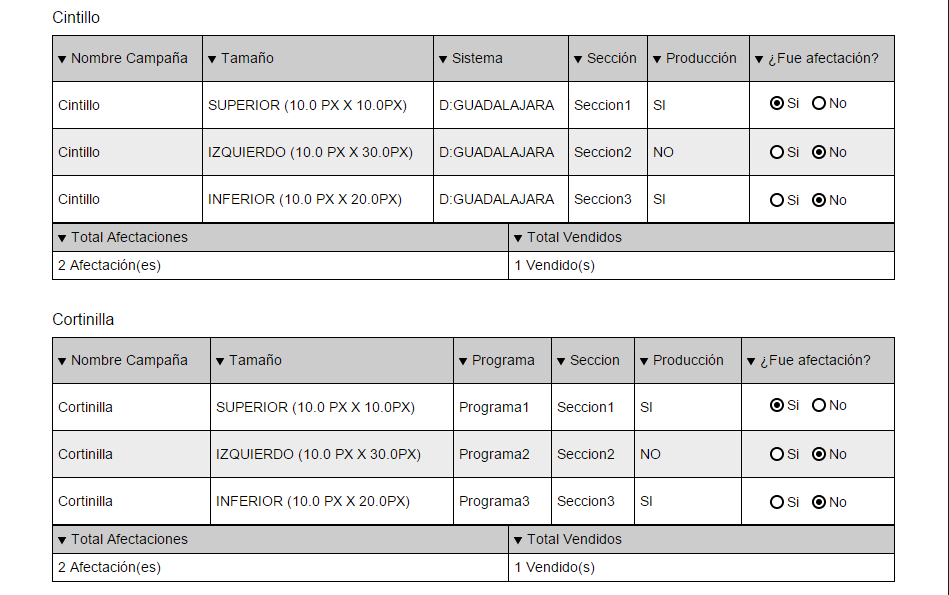 Cintillo
▼ Nombre Campaña ▼ Tamaño ▼ Sistema ▼ Sección ▼ Producción ▼ ¿Fue afectación?
Cintillo SUPERIOR (10.0 PX X 10.0PX) D:GUADALAJARA Seccion1 SI Si No
Cintillo IZQUIERDO (10.0 PX X 30.0PX) D:GUADALAJARA Seccion2 NO Si No
Cintillo INFERIOR (10.0 PX X 20.0PX) D:GUADALAJARA Seccion3 SI Si No
▼ Total Afectaciones ▼ Total Vendidos
2 Afectación(es) 1 Vendido(s)
Cortinilla
▼ Nombre Campaña ▼ Tamaño ▼ Programa ▼ Seccion ▼ Producción ▼ ¿Fue afectación?
Cortinilla SUPERIOR (10.0 PX X 10.0PX) Programa1 Seccion1 SI Si No
Cortinilla IZQUIERDO (10.0 PX X 30.0PX) Programa2 Seccion2 NO Si No
Cortinilla INFERIOR (10.0 PX X 20.0PX) Programa3 Seccion3 SI Si No
▼ Total Afectaciones ▼ Total Vendidos
2 Afectación(es) 1 Vendido(s)